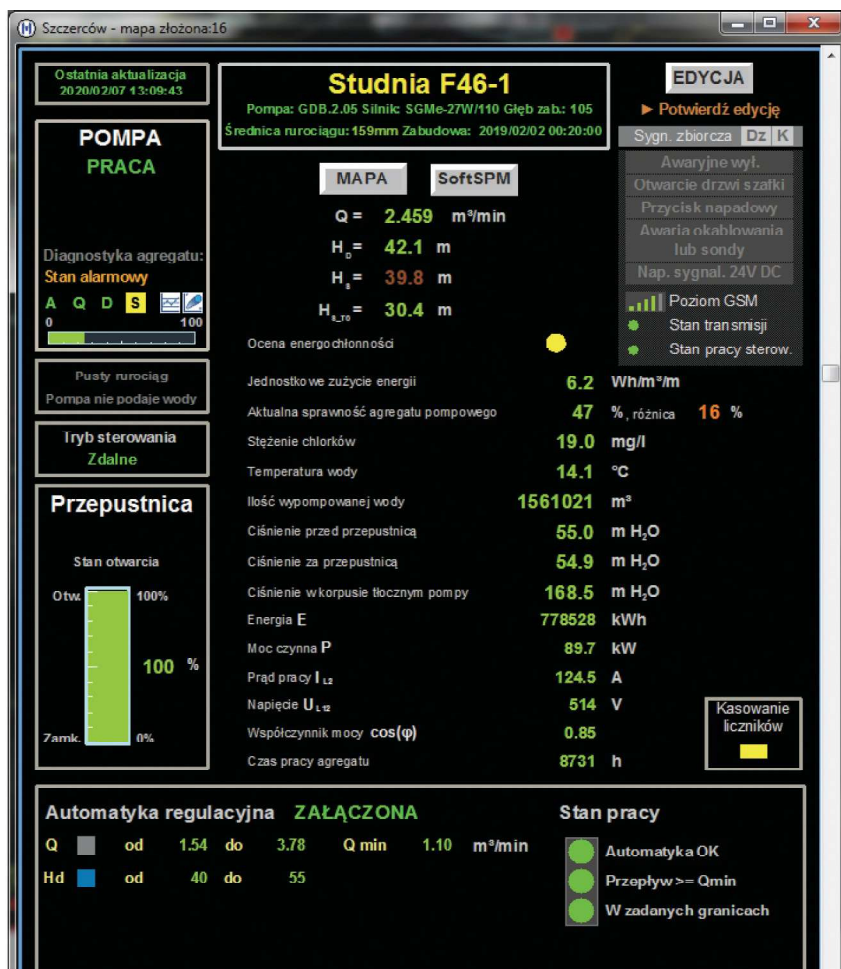 Szczerców - mapa złożona:16
Ostatnia aktualizacja
2020/02/07 13:09:43
Studnia F46-1
Pompa: GDB.2.05 Silnik: SGMe-27W/110 Głęb zab.: 105
Średnica rurociągu: 159mm Zabudowa: 2019/02/02 00:20:00
EDYCJA
► Potwierdź edycję
Sygn. zbiorcza Dz K
Awaryjne wył.
Otwarcie drzwi szafki
Przycisk napadowy
Awaria okablowania
lub sondy
Nap. sygnal. 24V DC
Poziom GSM
Stan transmisji
Stan pracy sterow.
POMPA
PRACA
Diagnostyka agregatu:
Stan alarmowy
A Q D S
0 100
Pusty rurociąg
Pompa nie podaje wody
Tryb sterowania
Zdalne
Przepustnica
Stan otwarcia
Otw. 100%
100 %
Zamk. 0%
MAPA SoftSPM
Q = 2.459 m³/min
H_D = 42.1 m
H_s = 39.8 m
H_s_T0 = 30.4 m
Ocena energochłonności
Jednostkowe zużycie energii 6.2 Wh/m³/m
Aktualna sprawność agregatu pompowego 47 %, różnica 16 %
Stężenie chlorków 19.0 mg/l
Temperatura wody 14.1 °C
Ilość wypompowanej wody 1561021 m³
Ciśnienie przed przepustnicą 55.0 m H₂O
Ciśnienie za przepustnicą 54.9 m H₂O
Ciśnienie w korpusie tłocznym pompy 168.5 m H₂O
Energia E 778528 kWh
Moc czynna P 89.7 kW
Prąd pracy I L2 124.5 A
Napięcie U L12 514 V
Współczynnik mocy cos(φ) 0.85
Czas pracy agregatu 8731 h
Kasowanie
liczników
Automatyka regulacyjna ZAŁĄCZONA
Q od 1.54 do 3.78 Q min 1.10 m³/min
Hd od 40 do 55
Stan pracy
Automatyka OK
Przepływ >= Qmin
W zadanych granicach